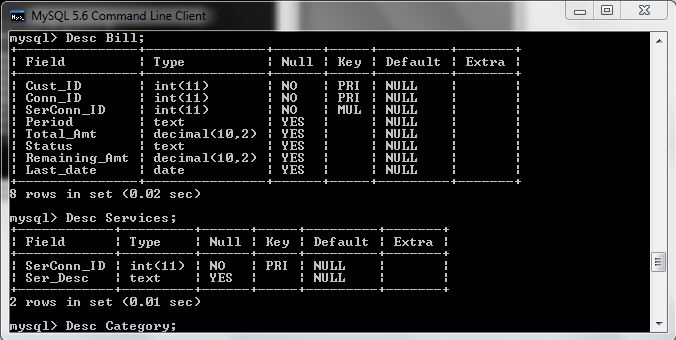 MySQL 5.6 Command Line Client
mysql> Desc Bill;
+---------------+---------------+------+-----+---------+-------+
| Field         | Type          | Null | Key | Default | Extra |
+---------------+---------------+------+-----+---------+-------+
| Cust_ID       | int(11)       | NO   | PRI | NULL    |       |
| Conn_ID       | int(11)       | NO   | PRI | NULL    |       |
| SerConn_ID    | int(11)       | NO   | MUL | NULL    |       |
| Period        | text          | YES  |     | NULL    |       |
| Total_Amt     | decimal(10,2) | YES  |     | NULL    |       |
| Status        | text          | YES  |     | NULL    |       |
| Remaining_Amt | decimal(10,2) | YES  |     | NULL    |       |
| Last_date     | date          | YES  |     | NULL    |       |
+---------------+---------------+------+-----+---------+-------+
8 rows in set (0.02 sec)
mysql> Desc Services;
+------------+---------+------+-----+---------+-------+
| Field      | Type    | Null | Key | Default | Extra |
+------------+---------+------+-----+---------+-------+
| SerConn_ID | int(11) | NO   | PRI | NULL    |       |
| Ser_Desc   | text    | YES  |     | NULL    |       |
+------------+---------+------+-----+---------+-------+
2 rows in set (0.01 sec)
mysql> Desc Category;